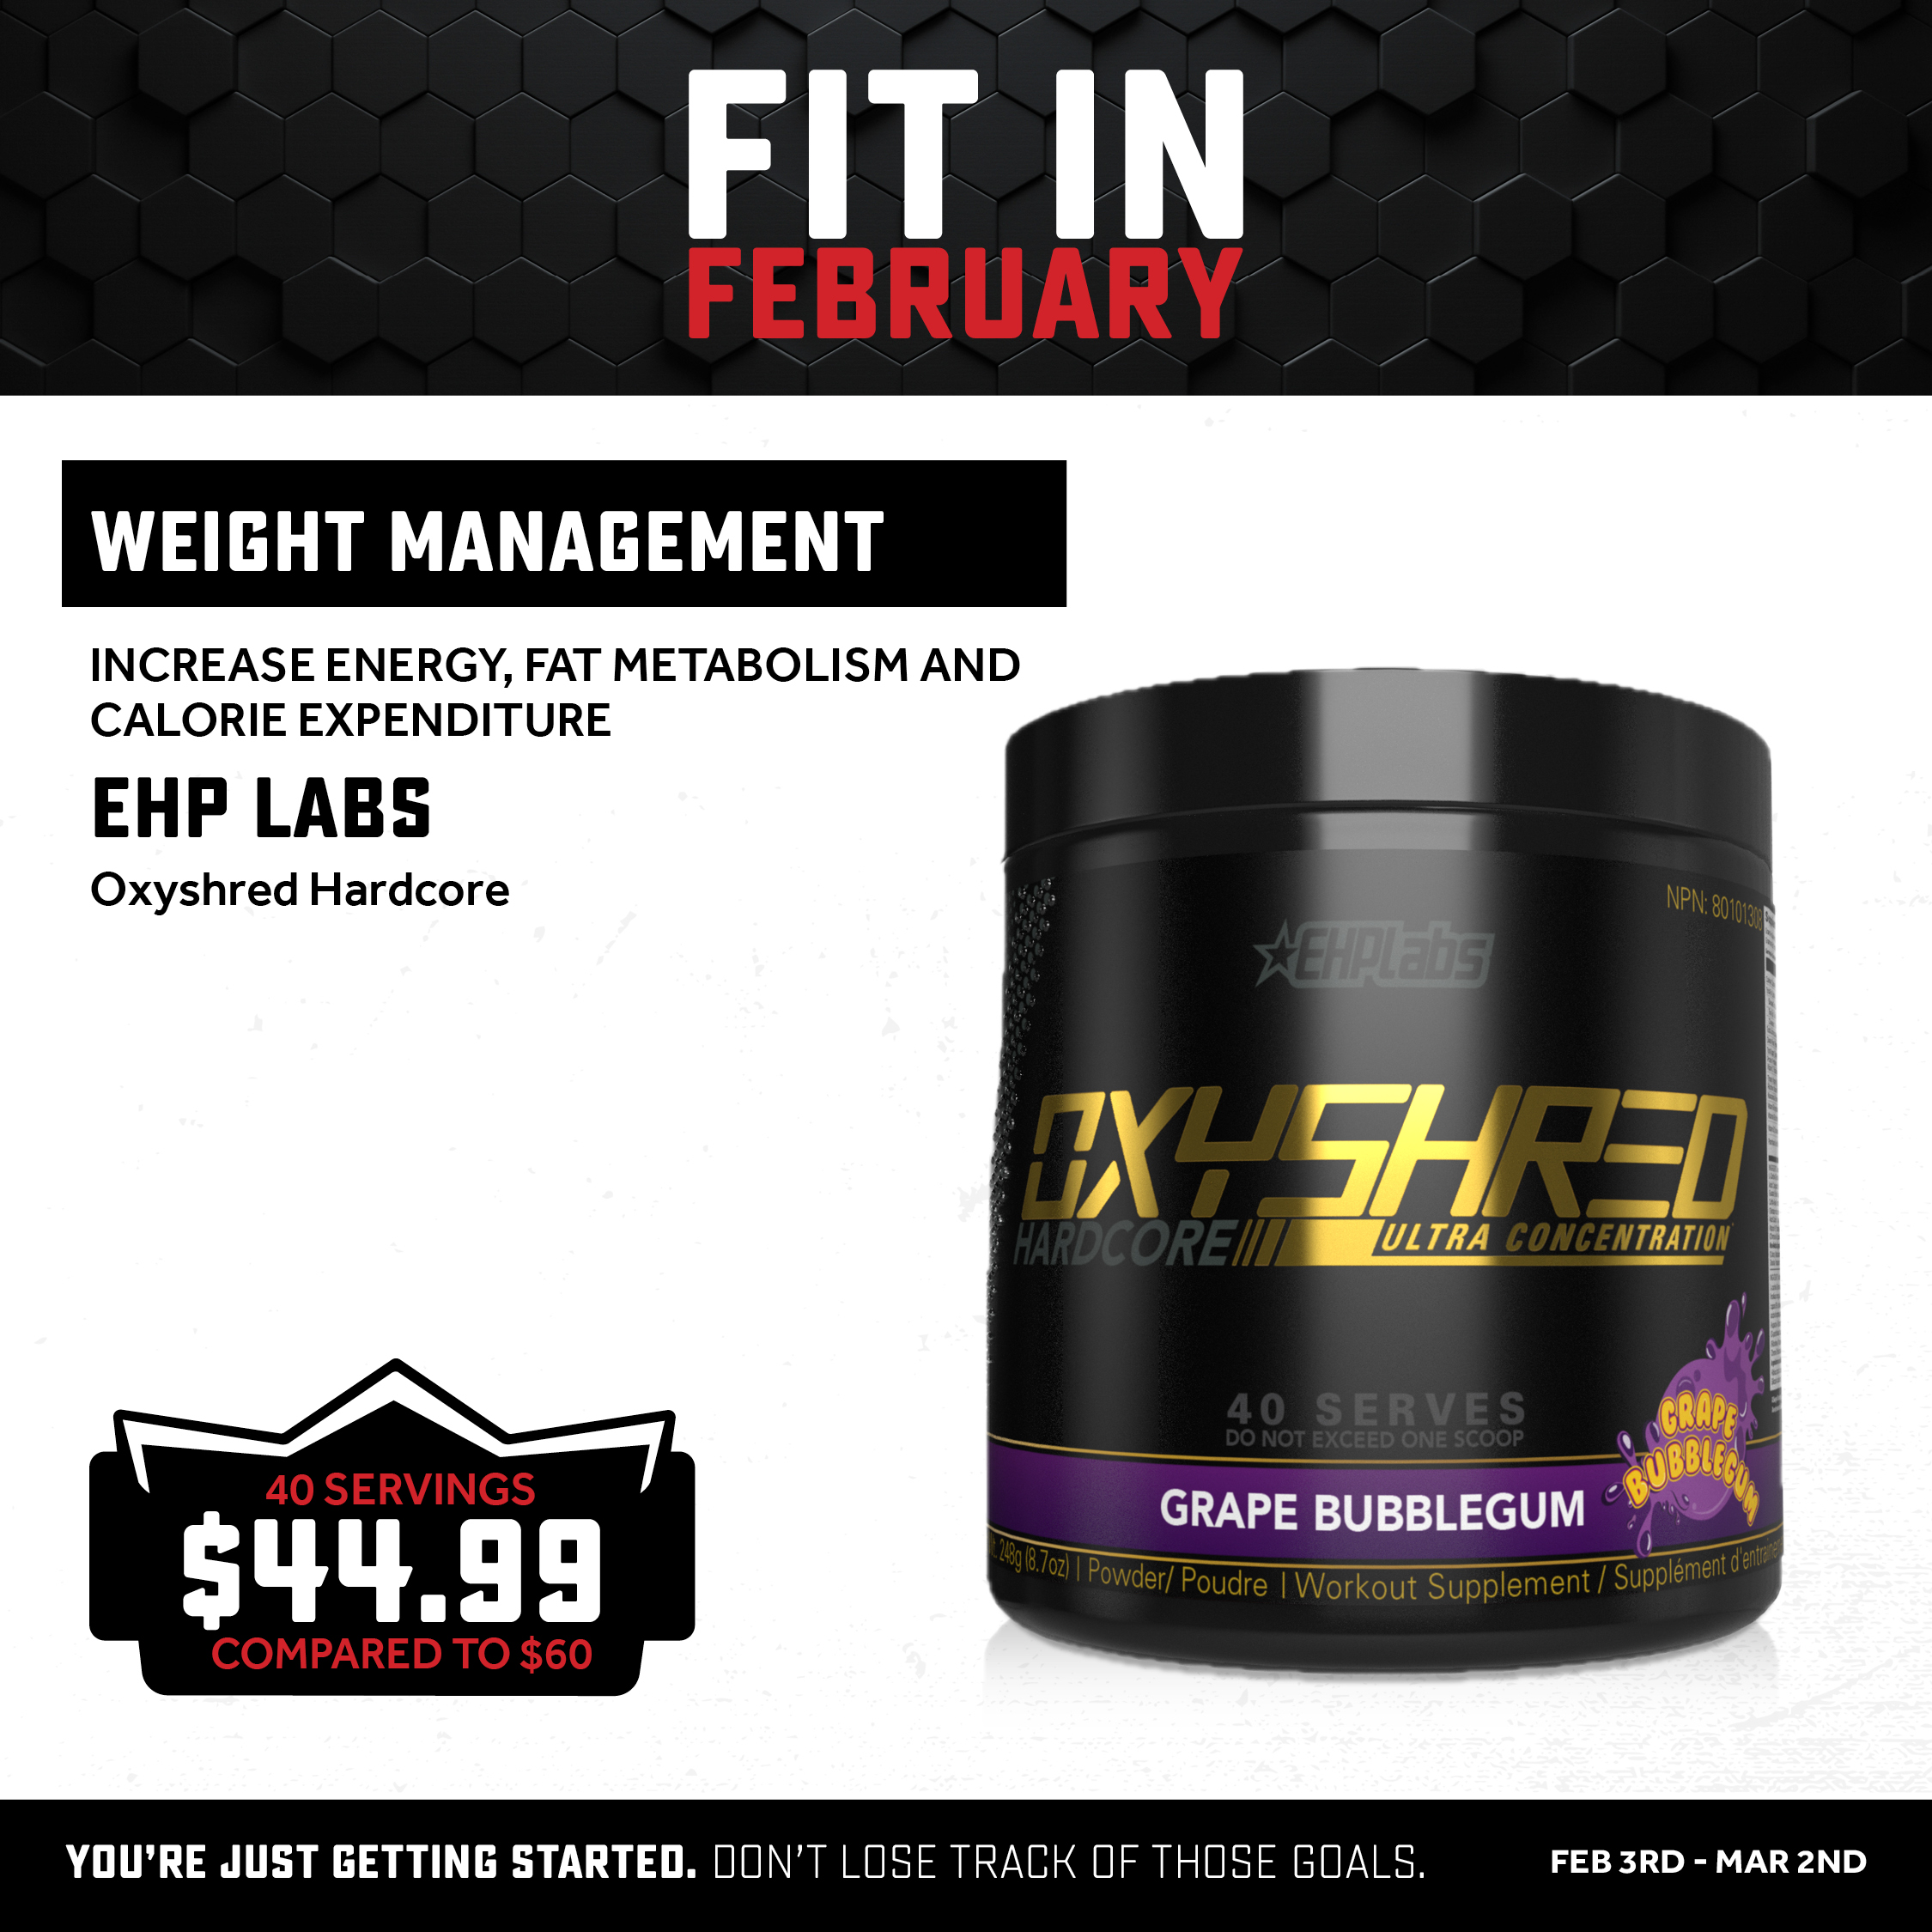 FIT IN
FEBRUARY
WEIGHT MANAGEMENT
INCREASE ENERGY, FAT METABOLISM AND
CALORIE EXPENDITURE
EHP LABS
Oxyshred Hardcore
NPN: 80101308
EHPLabs
OXYSHRED
HARDCORE ULTRA CONCENTRATION
40 SERVES
DO NOT EXCEED ONE SCOOP
GRAPE
BUBBLEGUM
GRAPE BUBBLEGUM
248g (8.7oz) | Powder/ Poudre | Workout Supplement / Supplément
40 SERVINGS
$44.99
COMPARED TO $60
YOU'RE JUST GETTING STARTED. DON'T LOSE TRACK OF THOSE GOALS.
FEB 3RD - MAR 2ND